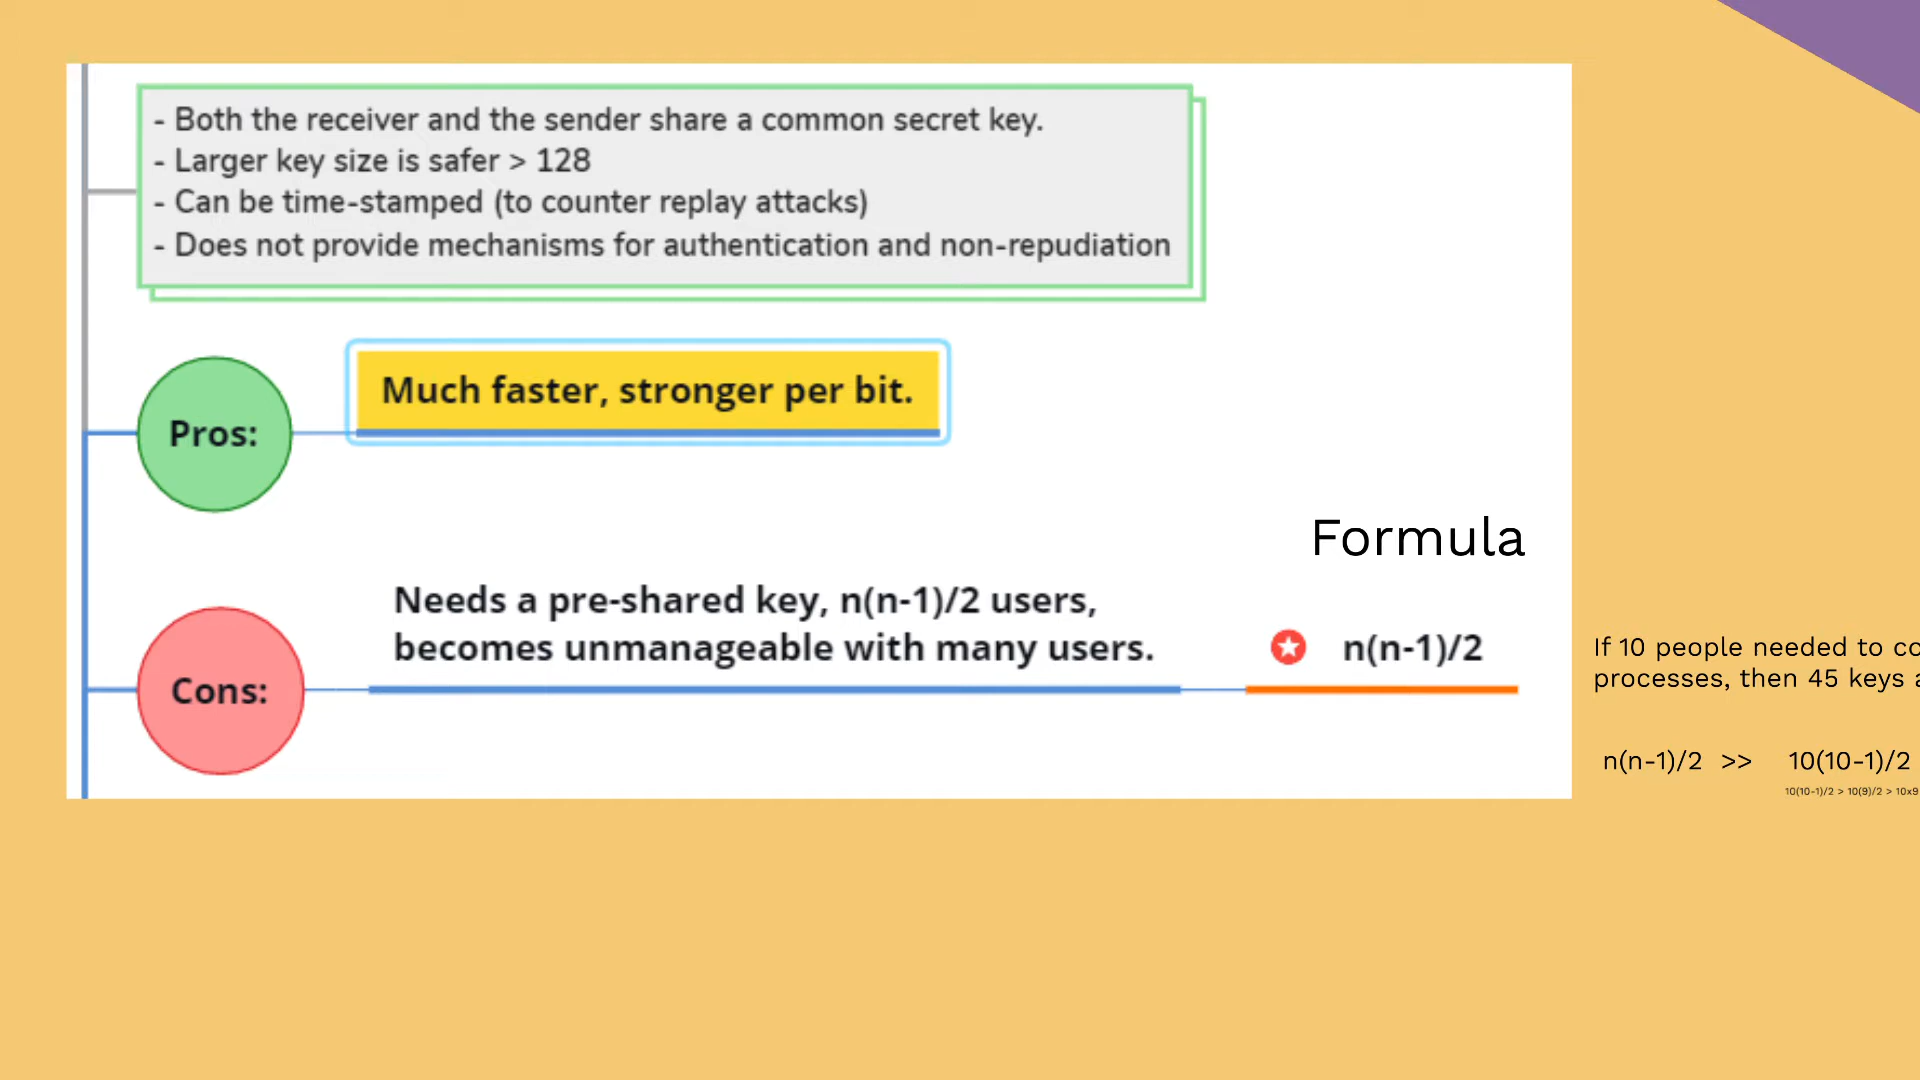 - Both the receiver and the sender share a common secret key.
- Larger key size is safer > 128
- Can be time-stamped (to counter replay attacks)
- Does not provide mechanisms for authentication and non-repudiation
Pros:
Much faster, stronger per bit.
Formula
Cons:
Needs a pre-shared key, n(n-1)/2 users,
becomes unmanageable with many users.
n(n-1)/2
If 10 people needed to co
processes, then 45 keys a
n(n-1)/2 >> 10(10-1)/2
10(10-1)/2 > 10(9)/2 > 10x9